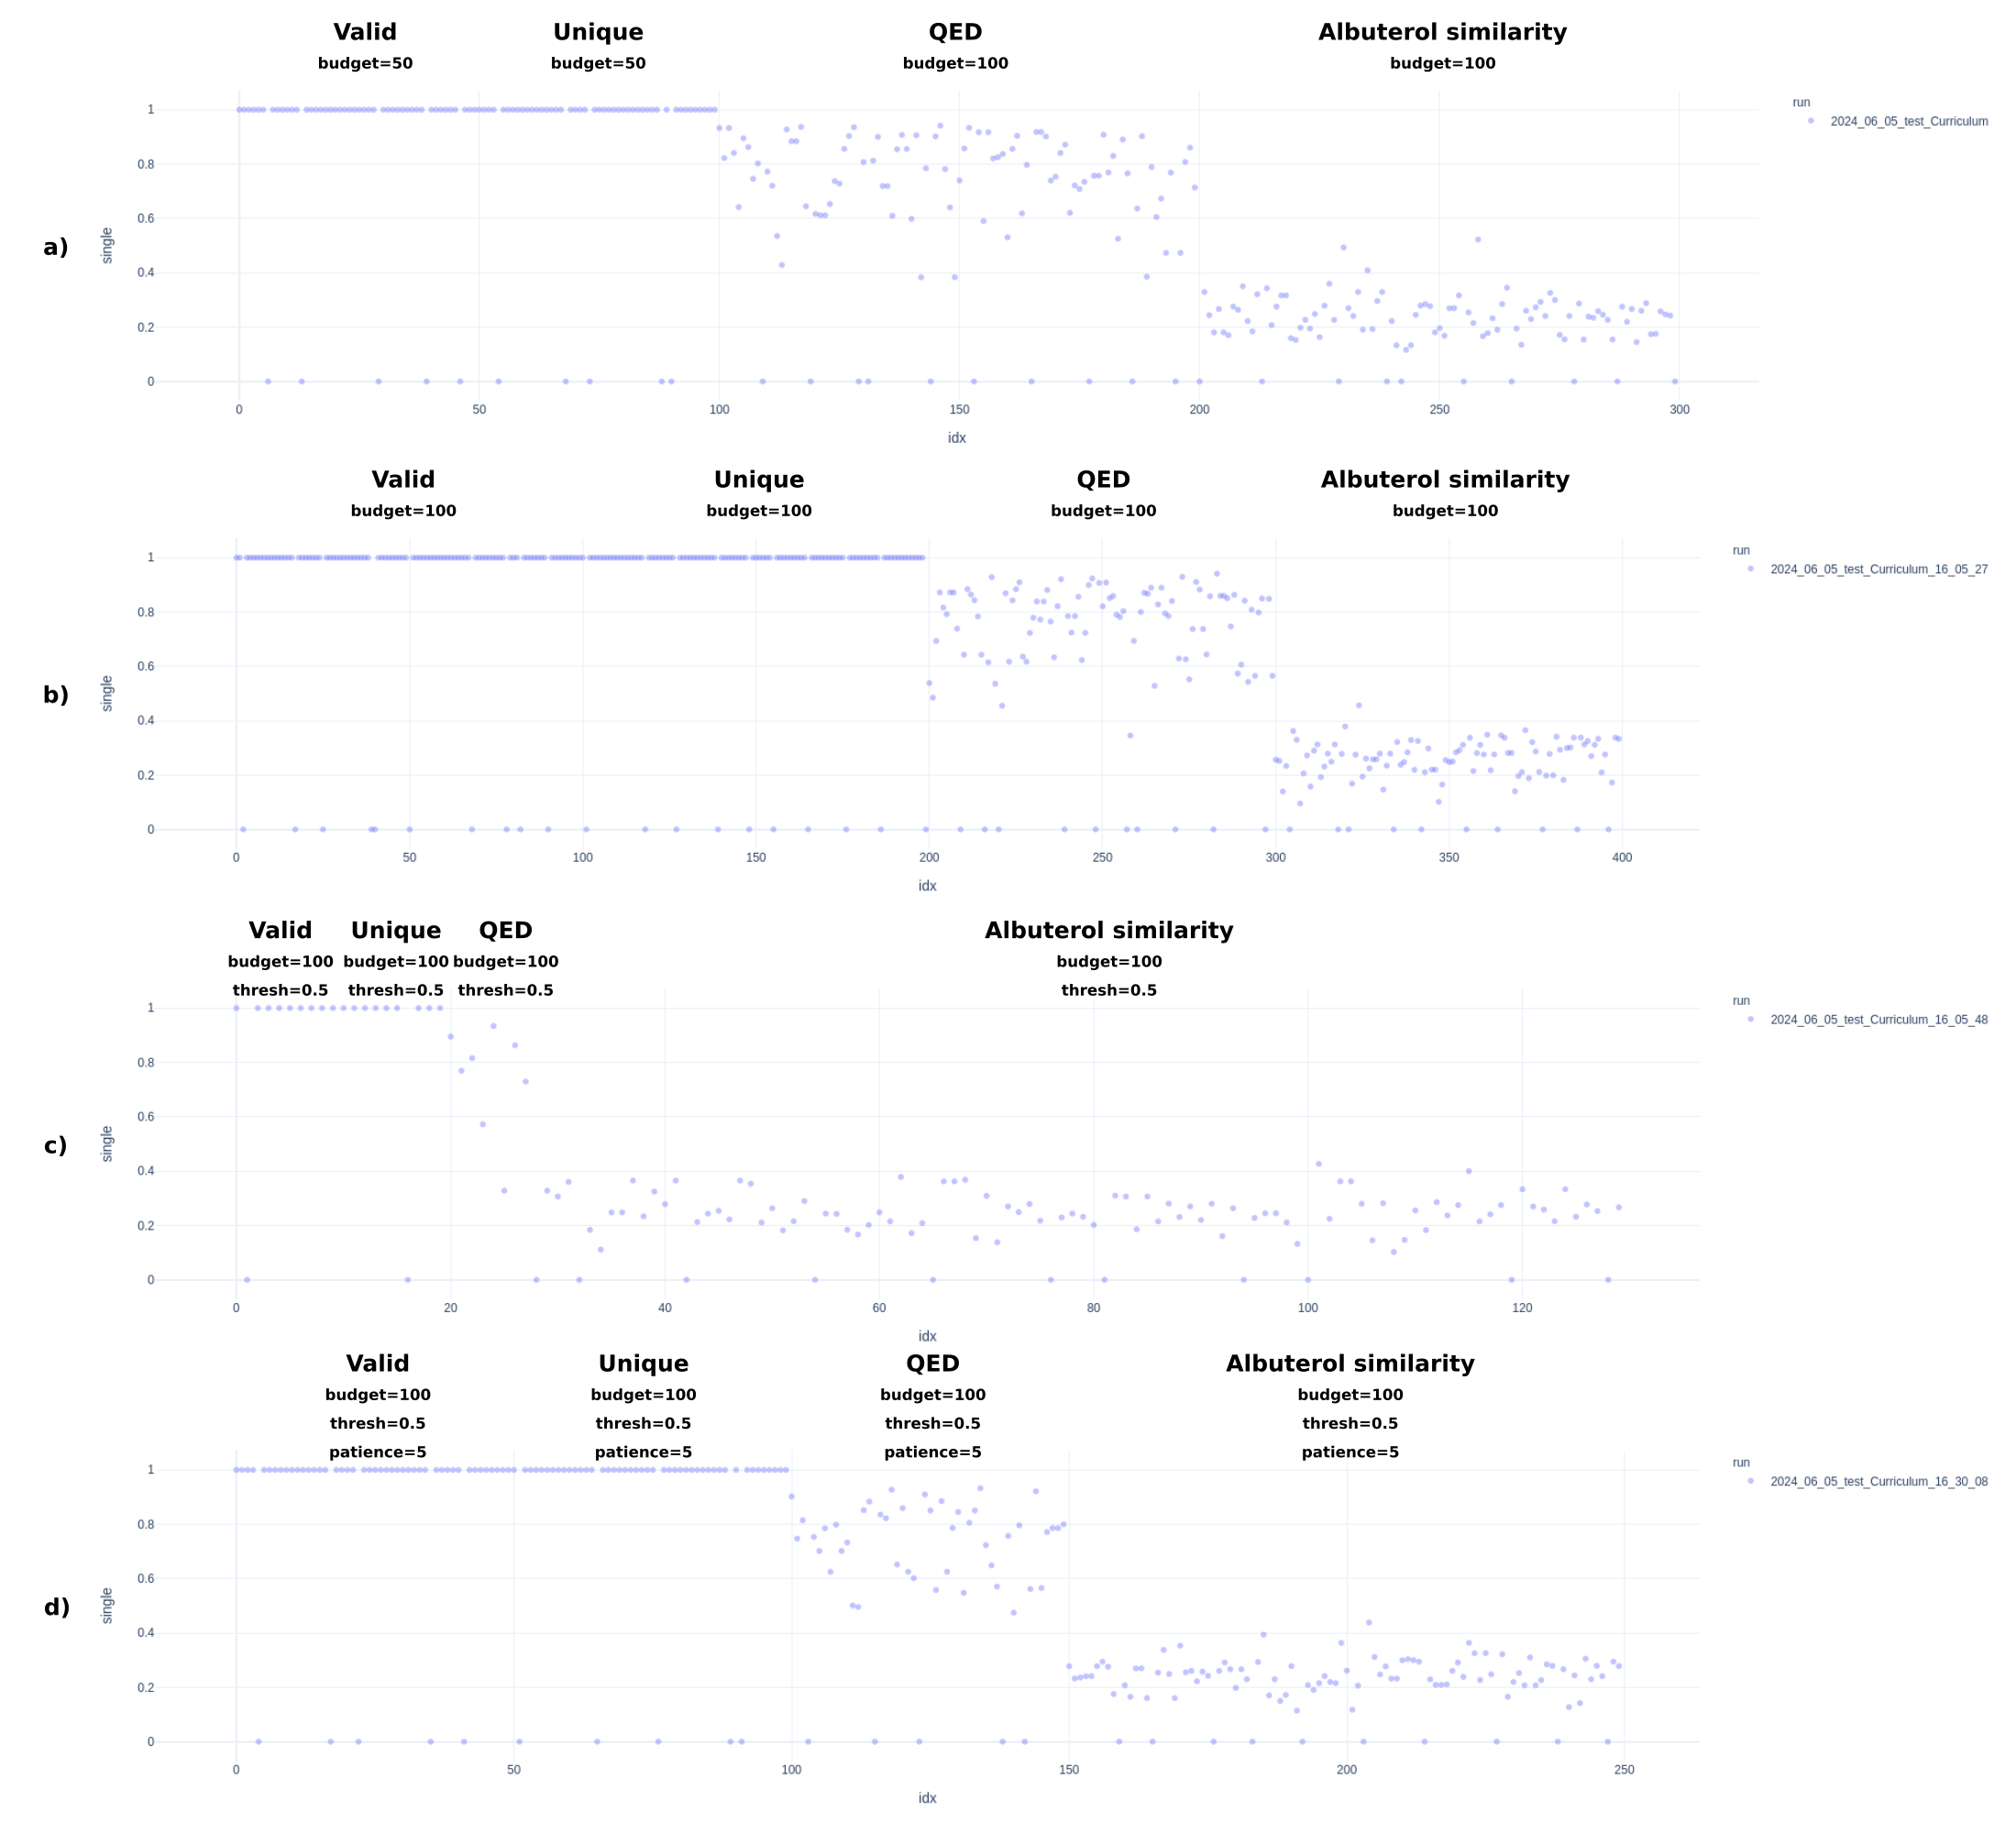 Valid Unique QED Albuterol similarity
budget=50 budget=50 budget=100 budget=100
a)
single
1
0.8
0.6
0.4
0.2
0
0 50 100 150 200 250 300
idx
run
2024_06_05_test_Curriculum
Valid Unique QED Albuterol similarity
budget=100 budget=100 budget=100 budget=100
b)
single
1
0.8
0.6
0.4
0.2
0
0 50 100 150 200 250 300 350 400
idx
run
2024_06_05_test_Curriculum_16_05_27
Valid Unique QED Albuterol similarity
budget=100 budget=100 budget=100 budget=100
thresh=0.5 thresh=0.5 thresh=0.5 thresh=0.5
c)
single
1
0.8
0.6
0.4
0.2
0
0 20 40 60 80 100 120
idx
run
2024_06_05_test_Curriculum_16_05_48
Valid Unique QED Albuterol similarity
budget=100 budget=100 budget=100 budget=100
thresh=0.5 thresh=0.5 thresh=0.5 thresh=0.5
patience=5 patience=5 patience=5 patience=5
d)
single
1
0.8
0.6
0.4
0.2
0
0 50 100 150 200 250
idx
run
2024_06_05_test_Curriculum_16_30_08